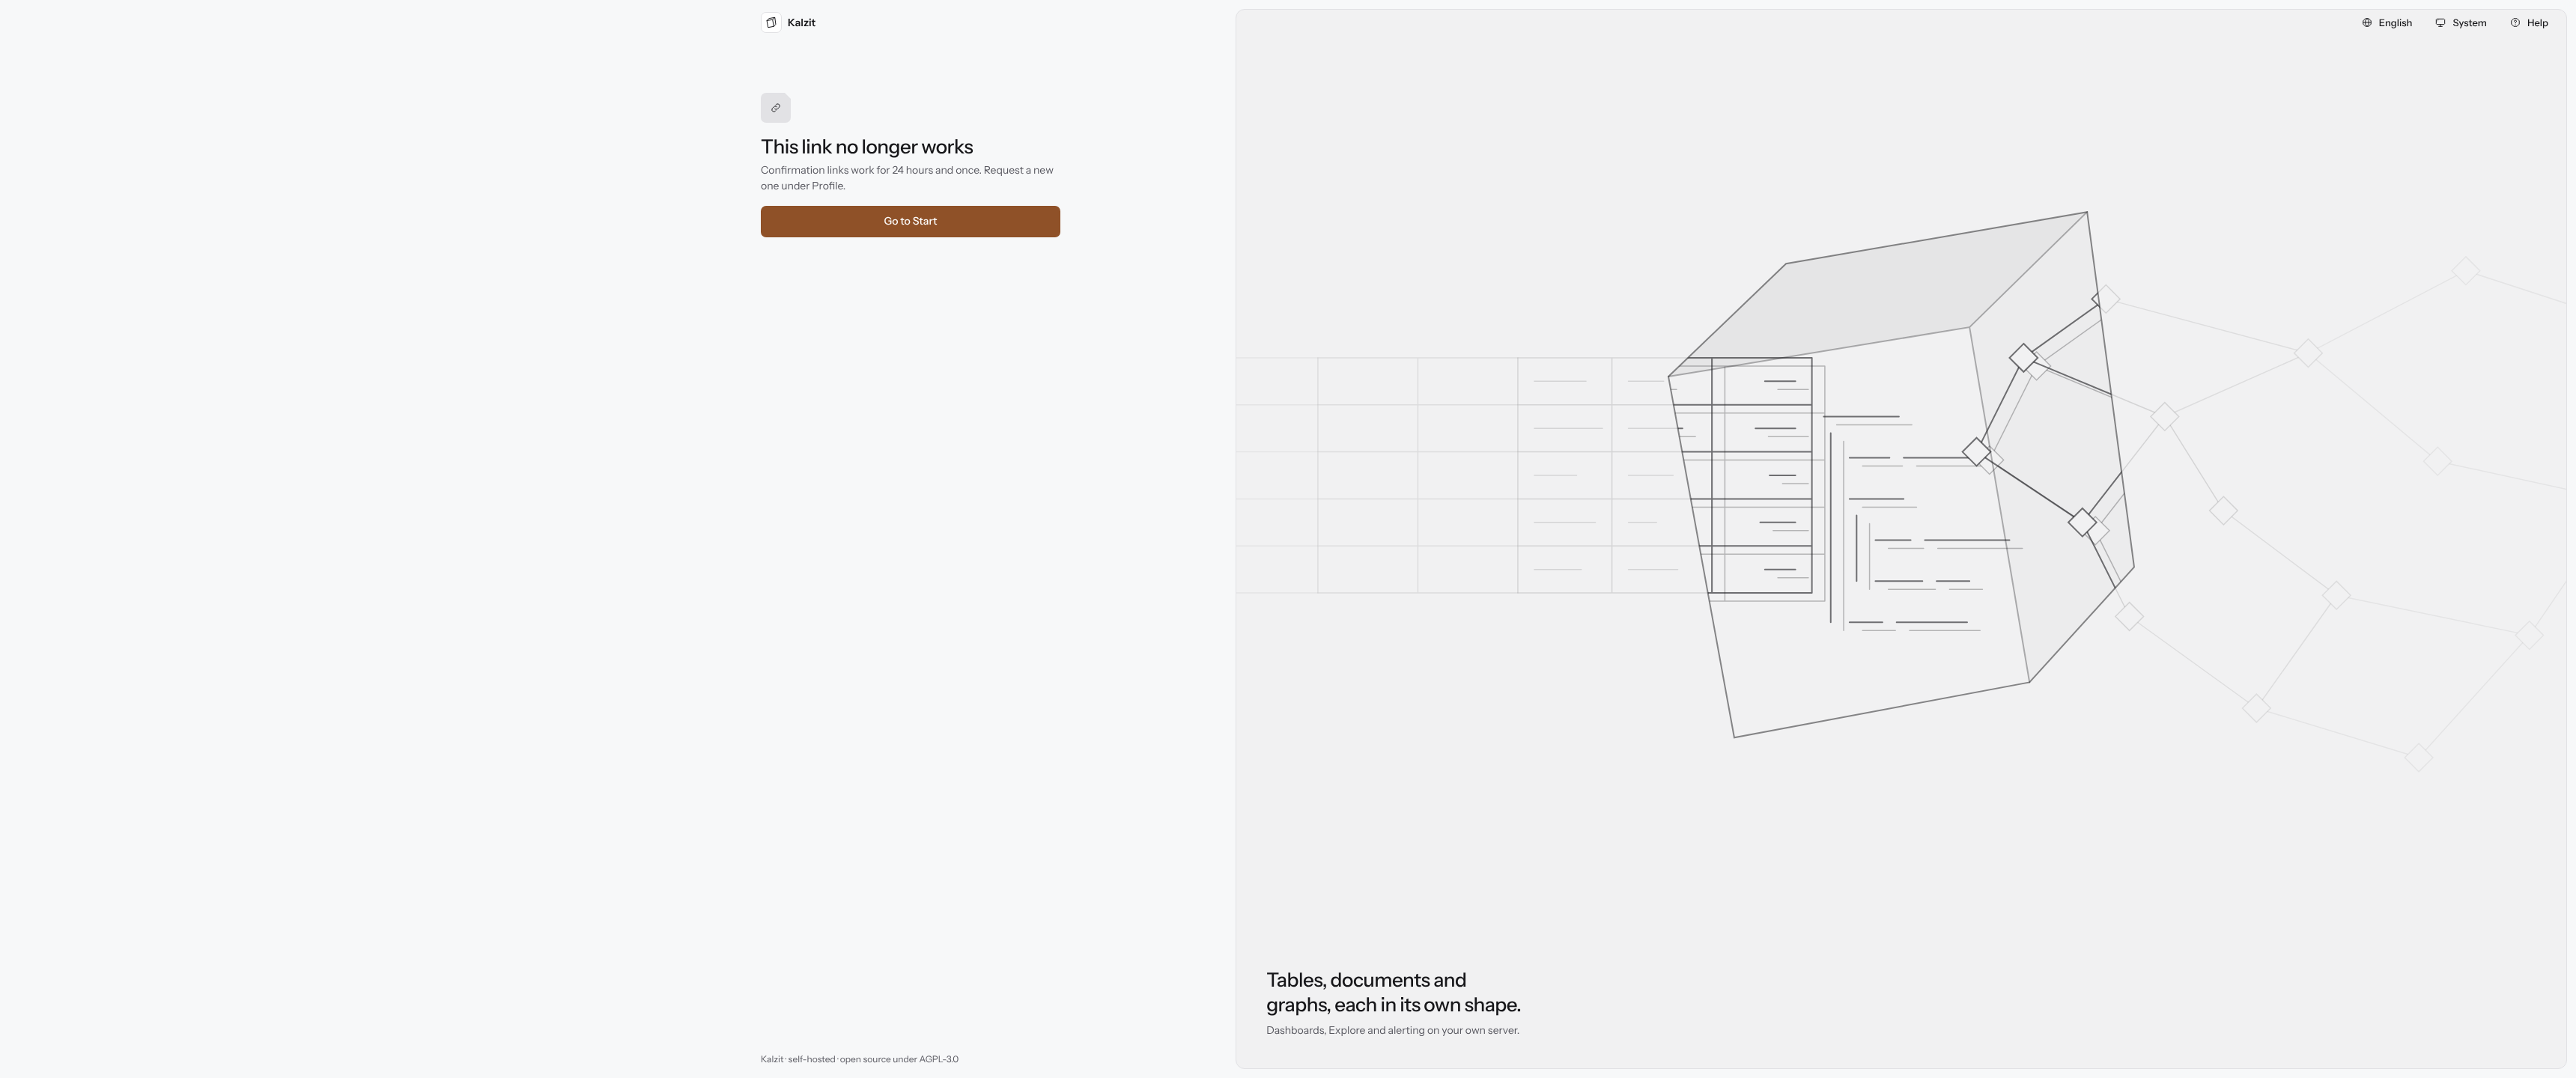 Kalzit
English
System
Help
This link no longer works
Confirmation links work for 24 hours and once. Request a new
one under Profile.
Go to Start
Tables, documents and
graphs, each in its own shape.
Dashboards, Explore and alerting on your own server.
Kalzit · self-hosted · open source under AGPL-3.0